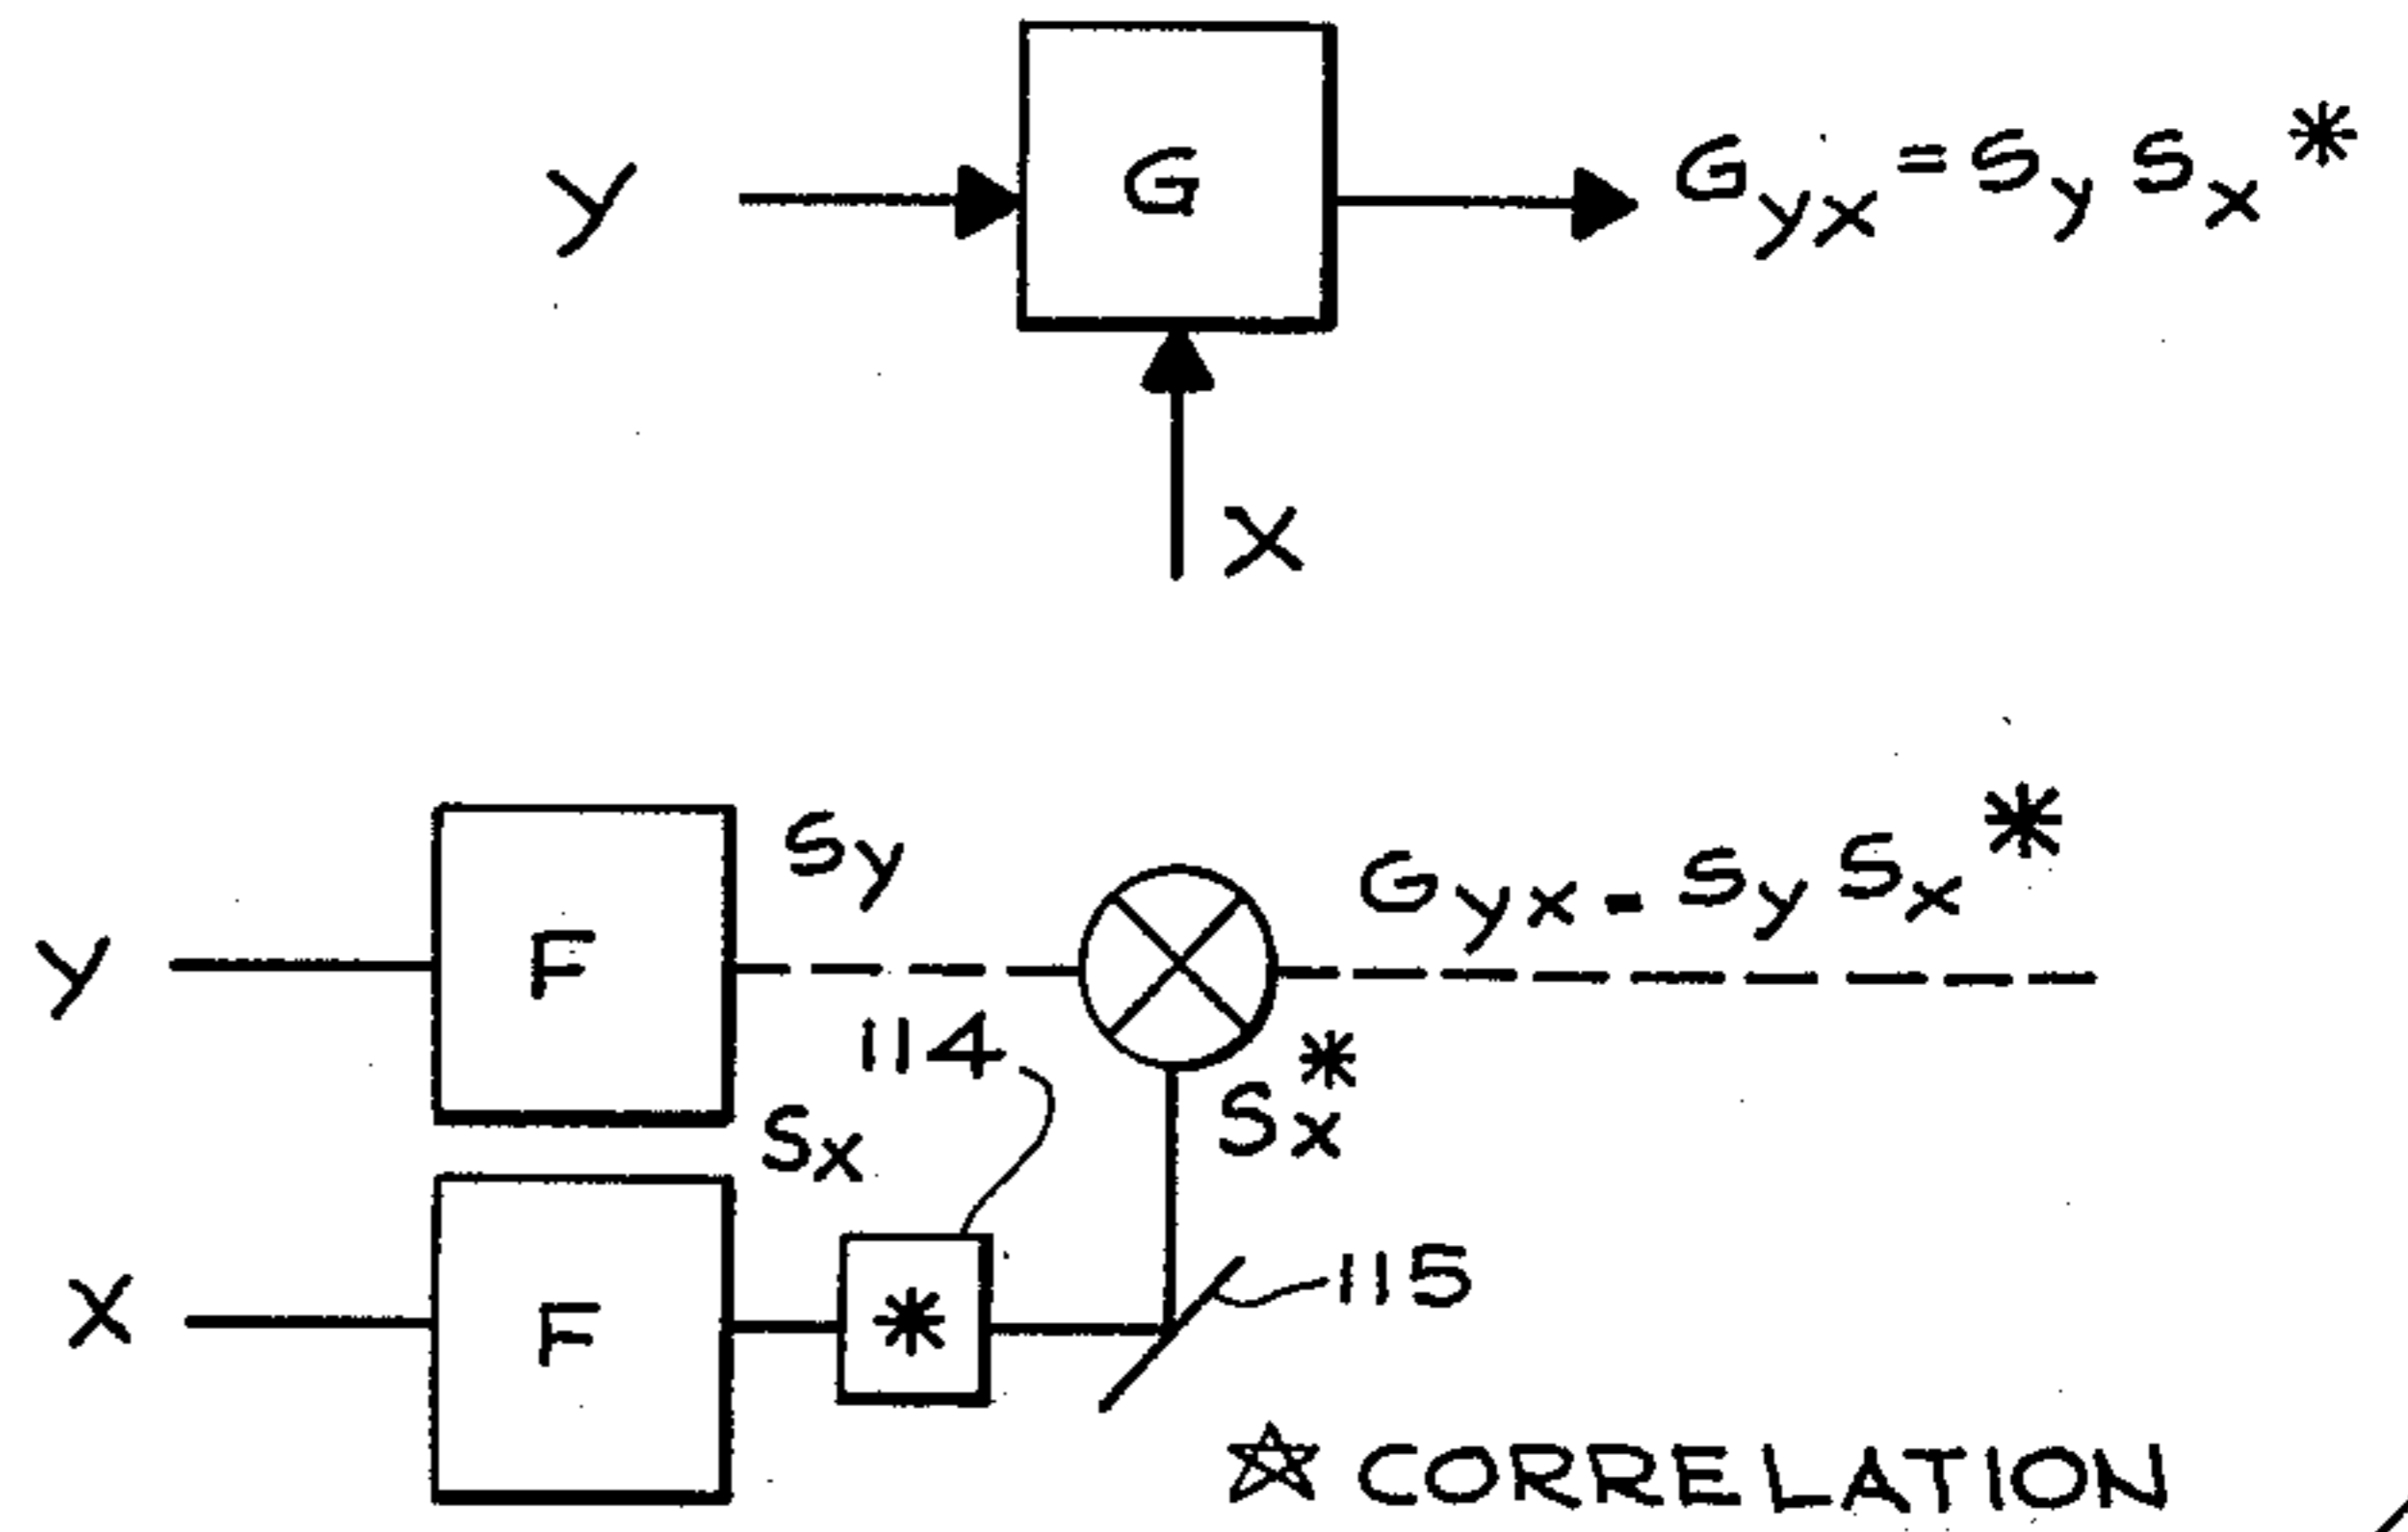 Y
G
Gyx = Sy Sx*
X
Y
F
Sy
Gyx - Sy Sx*
114
Sx*
Sx
X
F
*
115
☆ CORRELATION